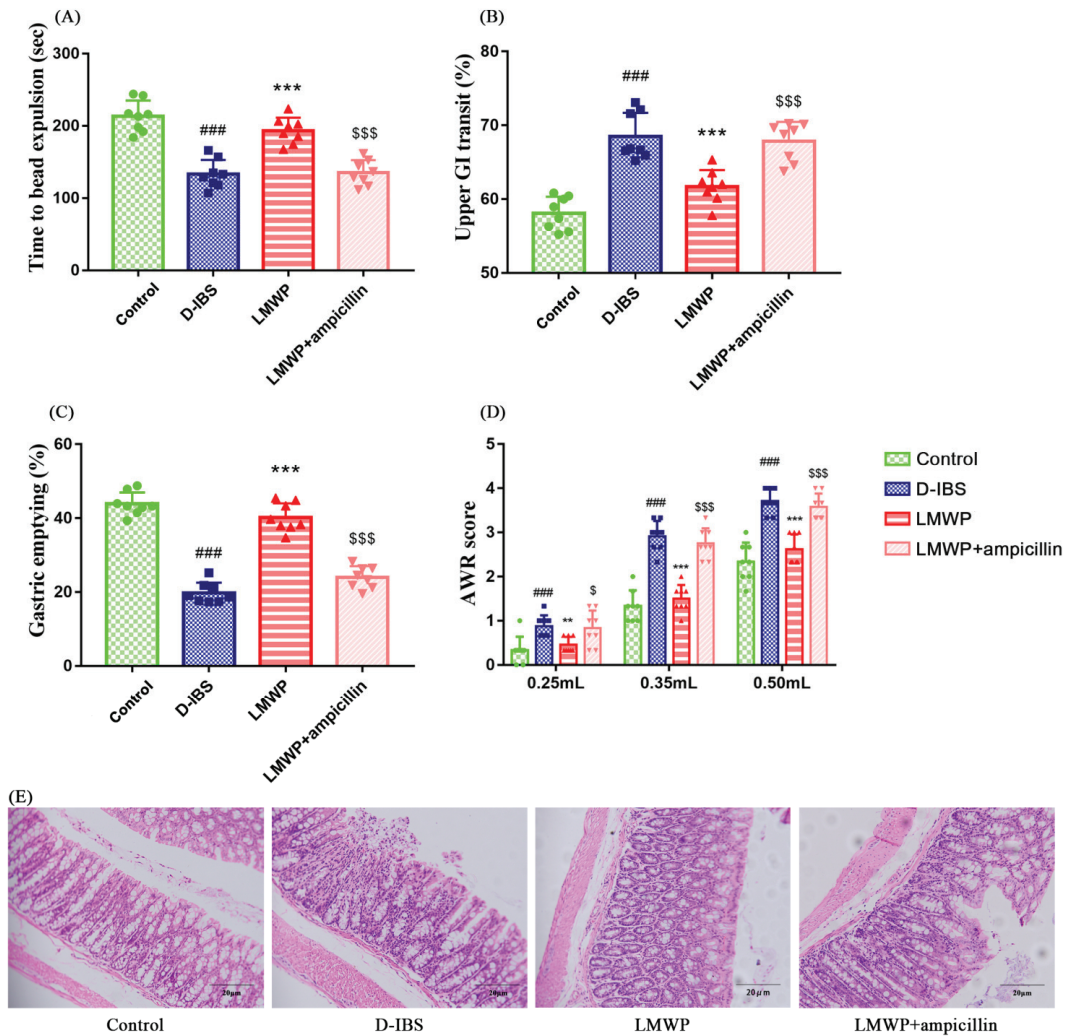 (A)
Time to bead expulsion (sec)
300
200
100
0
###
***
$$$
Control
D-IBS
LMWP
LMWP+ampicillin
(B)
Upper GI transit (%)
80
70
60
50
###
***
$$$
Control
D-IBS
LMWP
LMWP+ampicillin
(C)
Gastric emptying (%)
60
40
20
0
###
***
$$$
Control
D-IBS
LMWP
LMWP+ampicillin
(D)
AWR score
5
4
3
2
1
0
###
**
$
###
***
$$$
###
***
$$$
0.25mL 0.35mL 0.50mL
Control
D-IBS
LMWP
LMWP+ampicillin
(E)
20μm
20μm
20μm
20μm
Control D-IBS LMWP LMWP+ampicillin